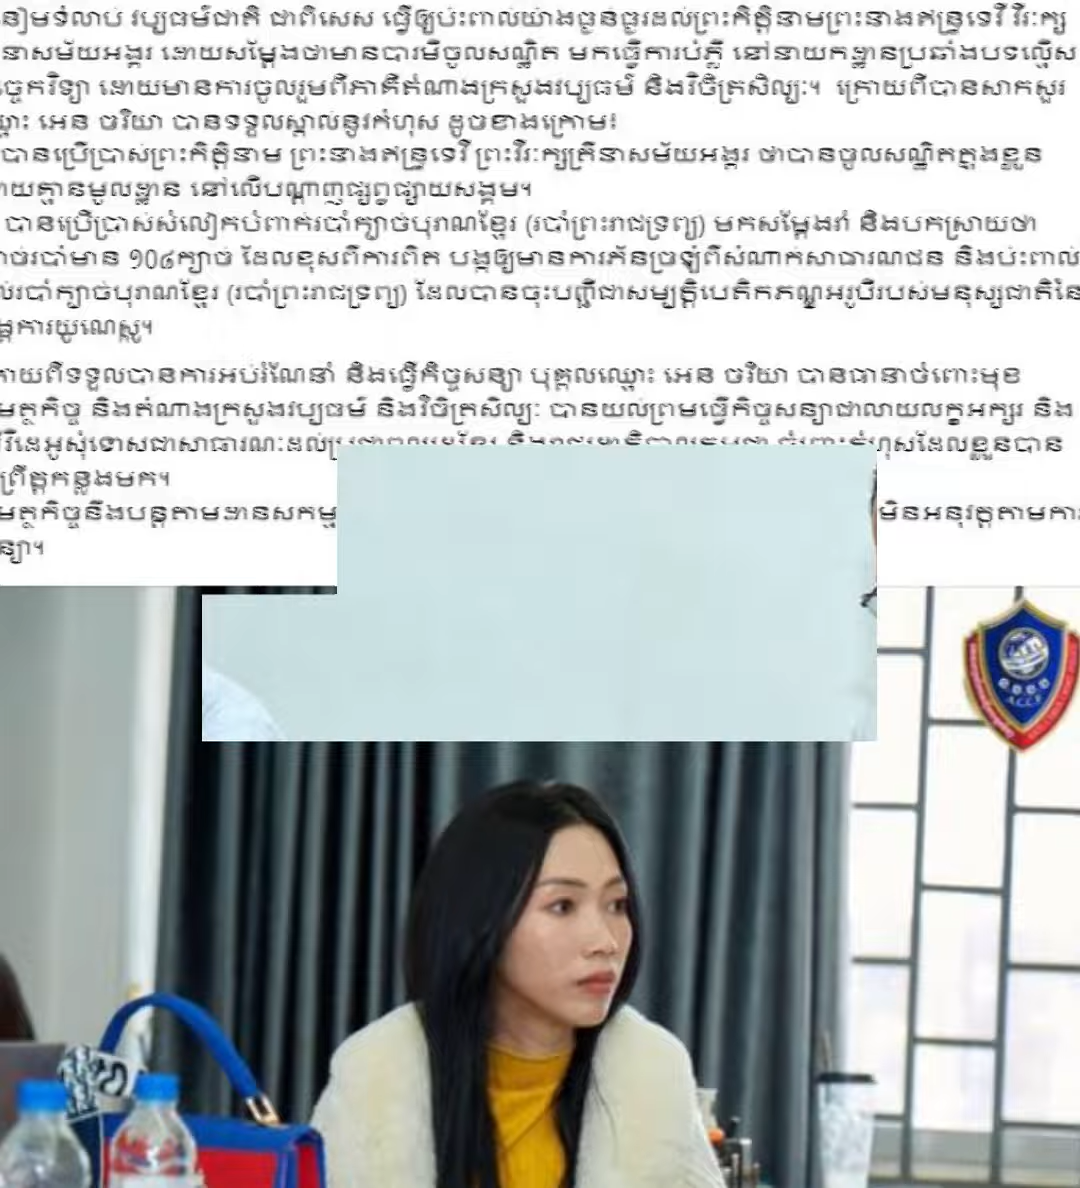 នៀមទំលាប់ វប្បធម៌ជាតិ ជាពិសេស ធ្វើឲ្យប៉ះពាល់យ៉ាងធ្ងន់ធ្ងរដល់ព្រះកិត្តិនាមព្រះនាងឥន្ទ្រទេវី វីរៈក្ស
នាសម័យអង្គរ ដោយសម្តែងថាមានបារមីចូលសណ្ឋិត មកធ្វើការបំភ្លឺ នៅនាយកដ្ឋានប្រឆាំងបទល្មើស
ច្ចេកវិទ្យា ដោយមានការចូលរួមពីភាគីតំណាងក្រសួងវប្បធម៌ និងវិចិត្រសិល្បៈ។ ក្រោយពីបានសាកសួរ
អេន ចរិយា បានទទួលស្គាល់នូវកំហុស ដូចខាងក្រោម៖
បានប្រើប្រាស់ព្រះកិត្តិនាម ព្រះនាងឥន្ទ្រទេវី ព្រះវីរៈក្សត្រីនាសម័យអង្គរ ថាបានចូលសណ្ឋិតក្នុងខ្លួន
យគ្មានមូលដ្ឋាន នៅលើបណ្តាញផ្សព្វផ្សាយសង្គម។
បានប្រើប្រាស់សំលៀកបំពាក់របាំក្បាច់បុរាណខ្មែរ (របាំព្រះរាជទ្រព្យ) មកសម្តែងរាំ និងបកស្រាយថា
ច់របាំមាន ១០៨ក្បាច់ ដែលខុសពីការពិត បង្កឲ្យមានការភ័ន្តច្រឡំពីសំណាក់សាធារណជន និងប៉ះពាល់
របាំក្បាច់បុរាណខ្មែរ (របាំព្រះរាជទ្រព្យ) ដែលបានចុះបញ្ជីជាសម្បត្តិបេតិកភណ្ឌអរូបីរបស់មនុស្សជាតិនៃ
ង្គការយូណេស្កូ។
យពីទទួលបានការអប់រំណែនាំ និងធ្វើកិច្ចសន្យា បុគ្គលឈ្មោះ អេន ចរិយា បានធានាចំពោះមុខ
មត្ថកិច្ច និងតំណាងក្រសួងវប្បធម៌ និងវិចិត្រសិល្បៈ បានយល់ព្រមធ្វើកិច្ចសន្យាជាលាយលក្ខអក្សរ និង
វីដេអូសុំទោសជាសាធារណៈដល់ កំហុសដែលខ្លួនបាន
ព្រឹត្តកន្លងមក។
មត្ថកិច្ចនឹងបន្តតាមដានសកម្ម មិនអនុវត្តតាមកា
ន្យា។
A.C.C.D